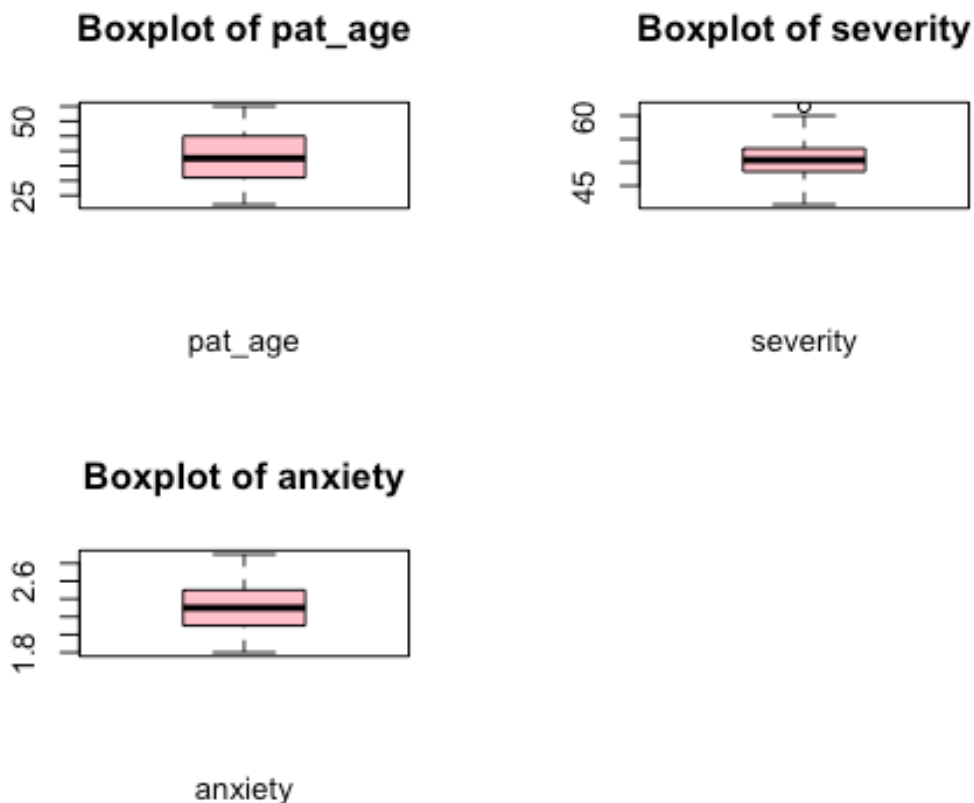 Boxplot of pat_age
50
25
pat_age
Boxplot of severity
60
45
severity
Boxplot of anxiety
2.6
1.8
anxiety